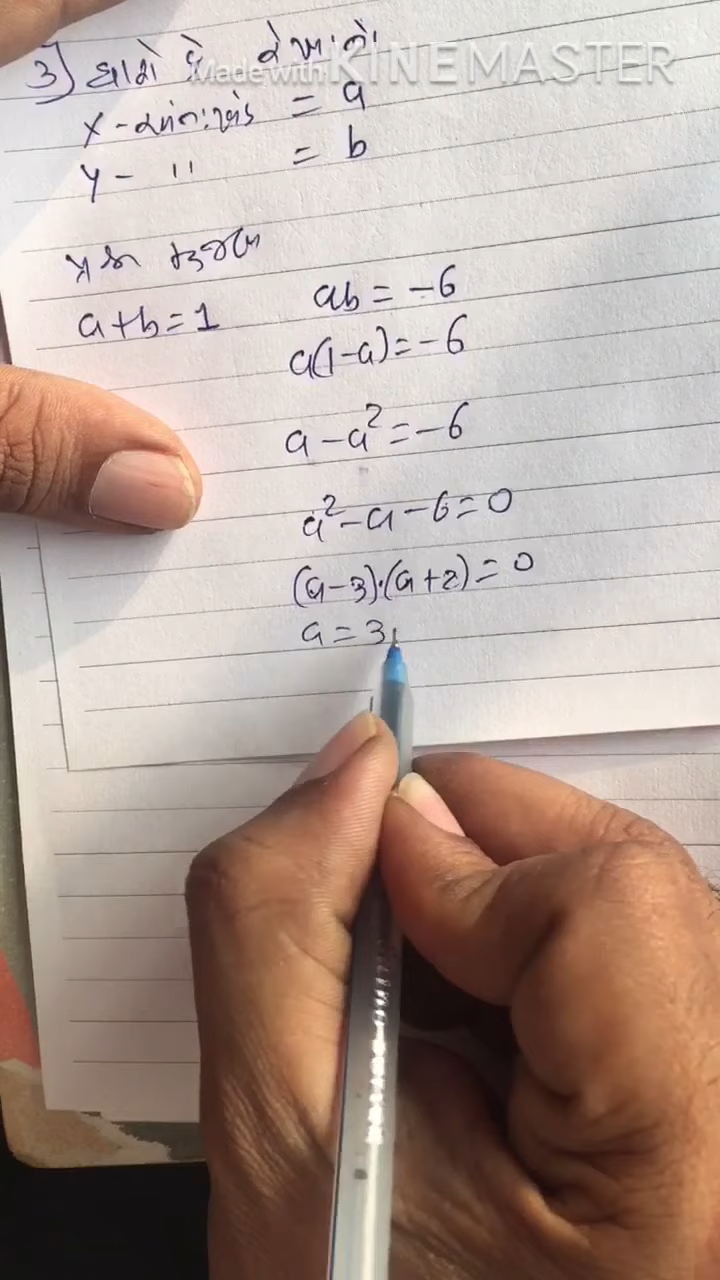 3] ધારો કે રેખાનો
Made with KINEMASTER
X-અંતઃખંડ = a
Y- " = b
a+b=1 ab = -6
a(1-a)=-6
a-a²=-6
a²-a-6=0
(a-3)·(a+2)=0
a=3,